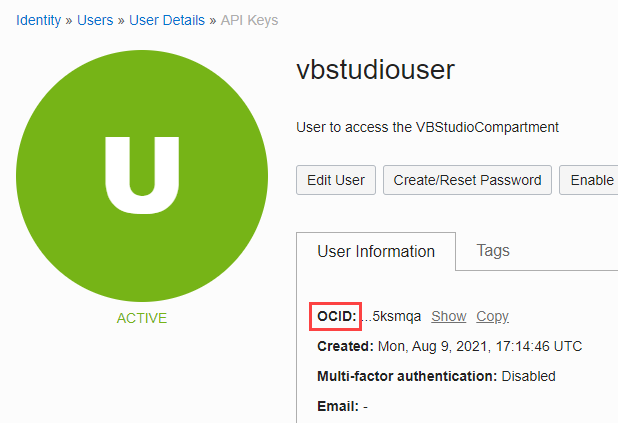 Identity » Users » User Details » API Keys
U
ACTIVE
vbstudiouser
User to access the VBStudioCompartment
Edit User Create/Reset Password Enable
User Information Tags
OCID: ...5ksmqa Show Copy
Created: Mon, Aug 9, 2021, 17:14:46 UTC
Multi-factor authentication: Disabled
Email: -